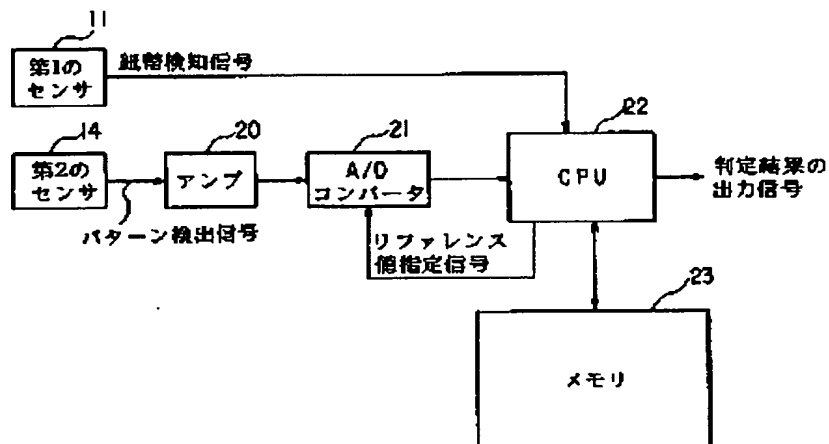 11
第1の
センサ
紙幣検知信号
14
第2の
センサ
パターン検出信号
20
アンプ
21
A/D
コンバータ
リファレンス
値指定信号
22
CPU
判定結果の
出力信号
23
メモリ